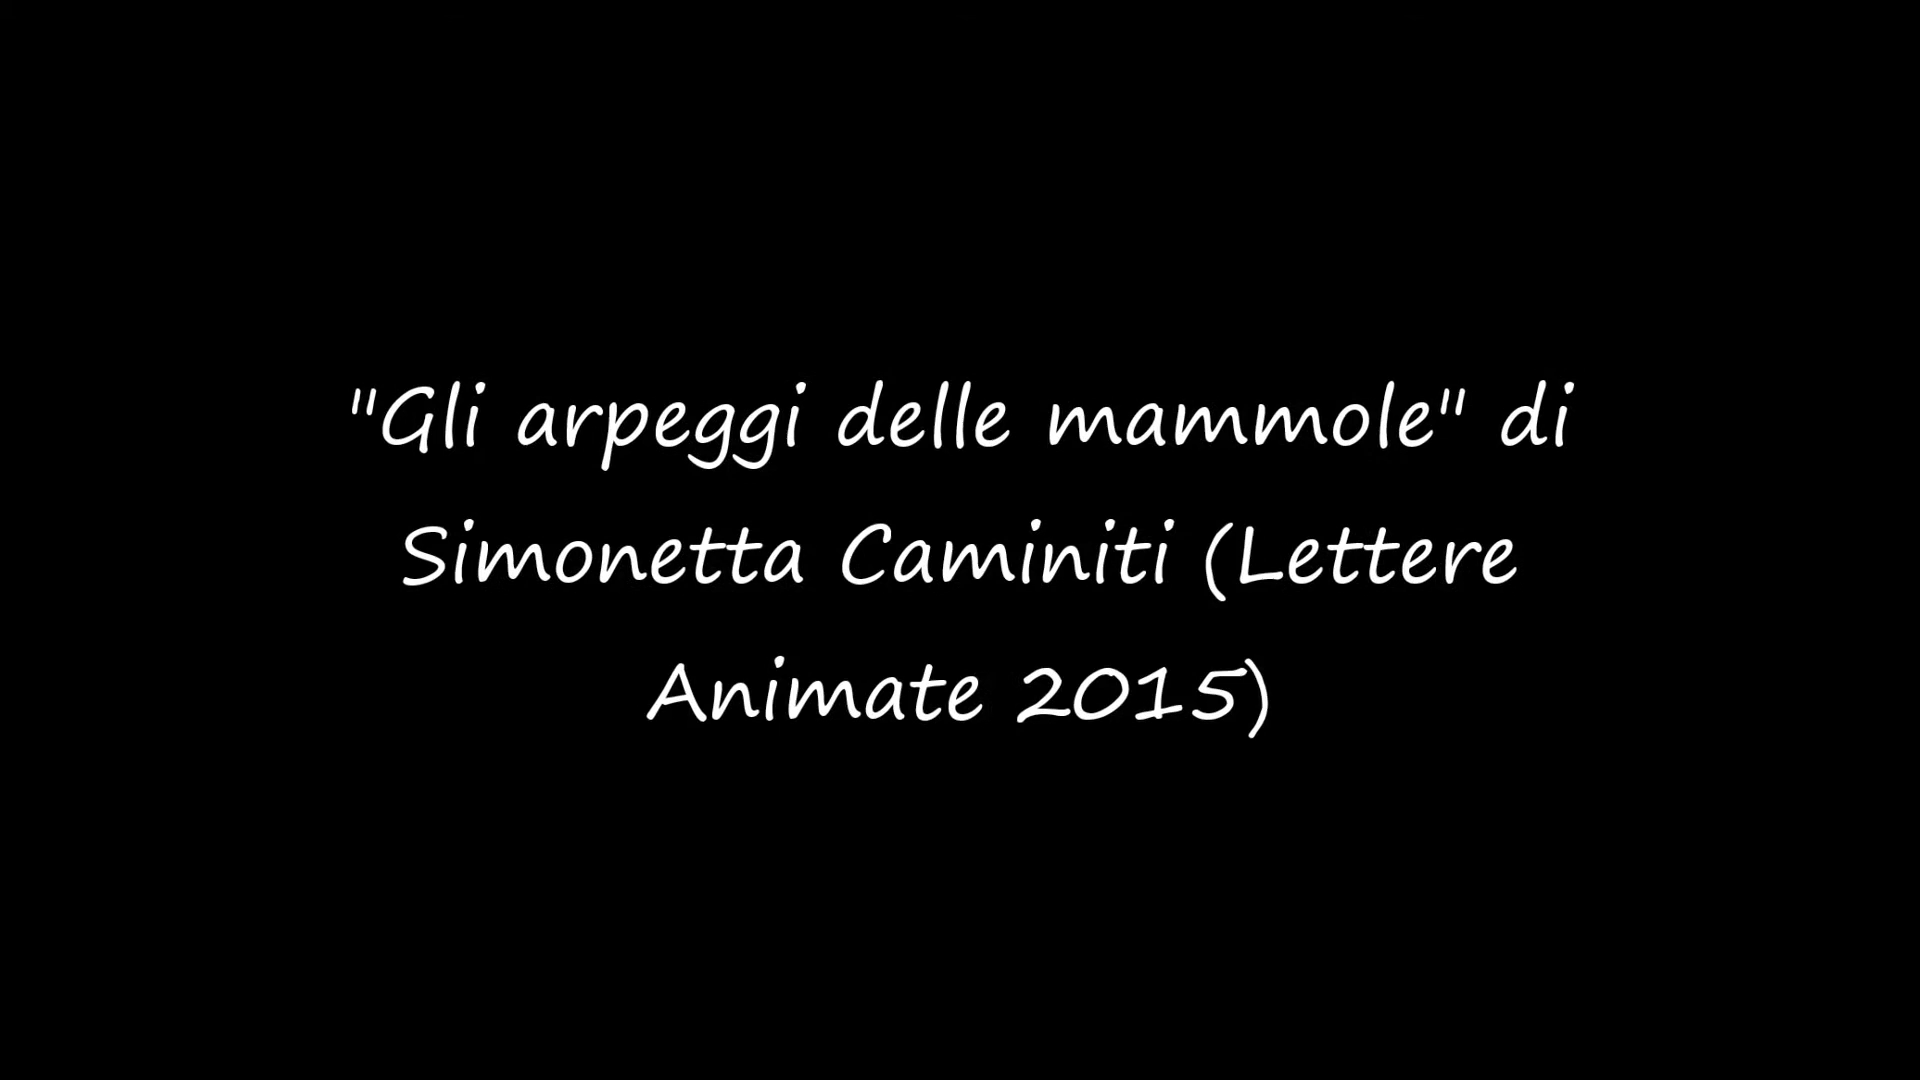 "Gli arpeggi delle mammole" di
Simonetta Caminiti (Lettere
Animate 2015)